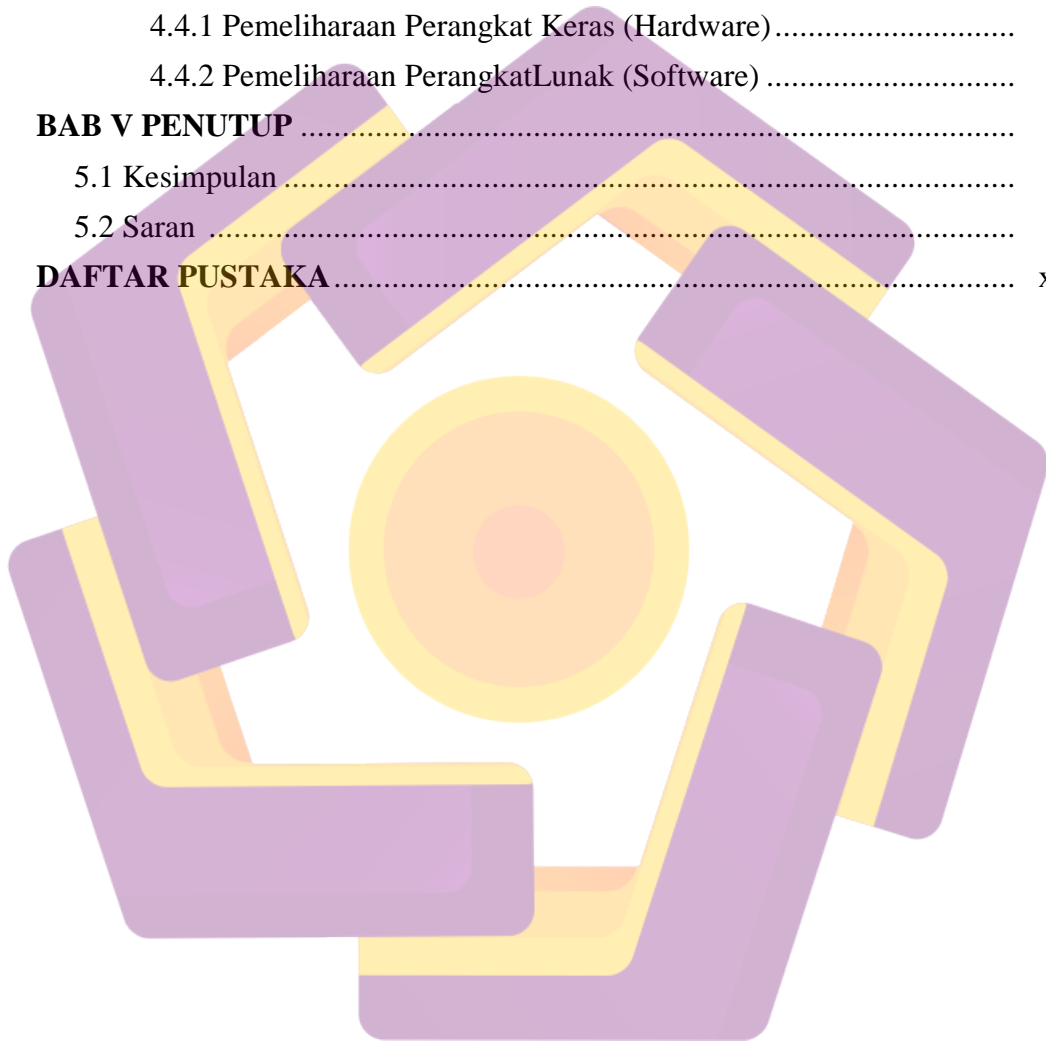 4.4.1 Pemeliharaan Perangkat Keras (Hardware)...........................
4.4.2 Pemeliharaan PerangkatLunak (Software) ............................
BAB V PENUTUP ......................................................................................
5.1 Kesimpulan ........................................................................................
5.2 Saran .................................................................................................
DAFTAR PUSTAKA .................................................................................. x